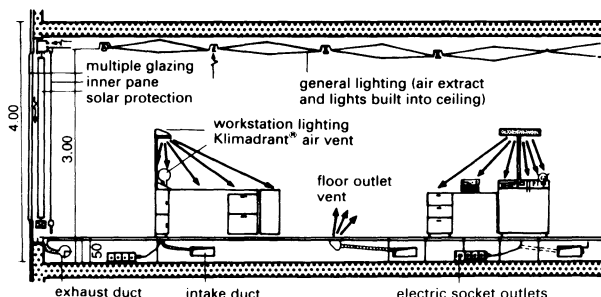 multiple glazing
inner pane
solar protection
general lighting (air extract
and lights built into ceiling)
4.00
3.00
workstation lighting
Klimadrant® air vent
floor outlet
vent
50
exhaust duct
intake duct
electric socket outlets